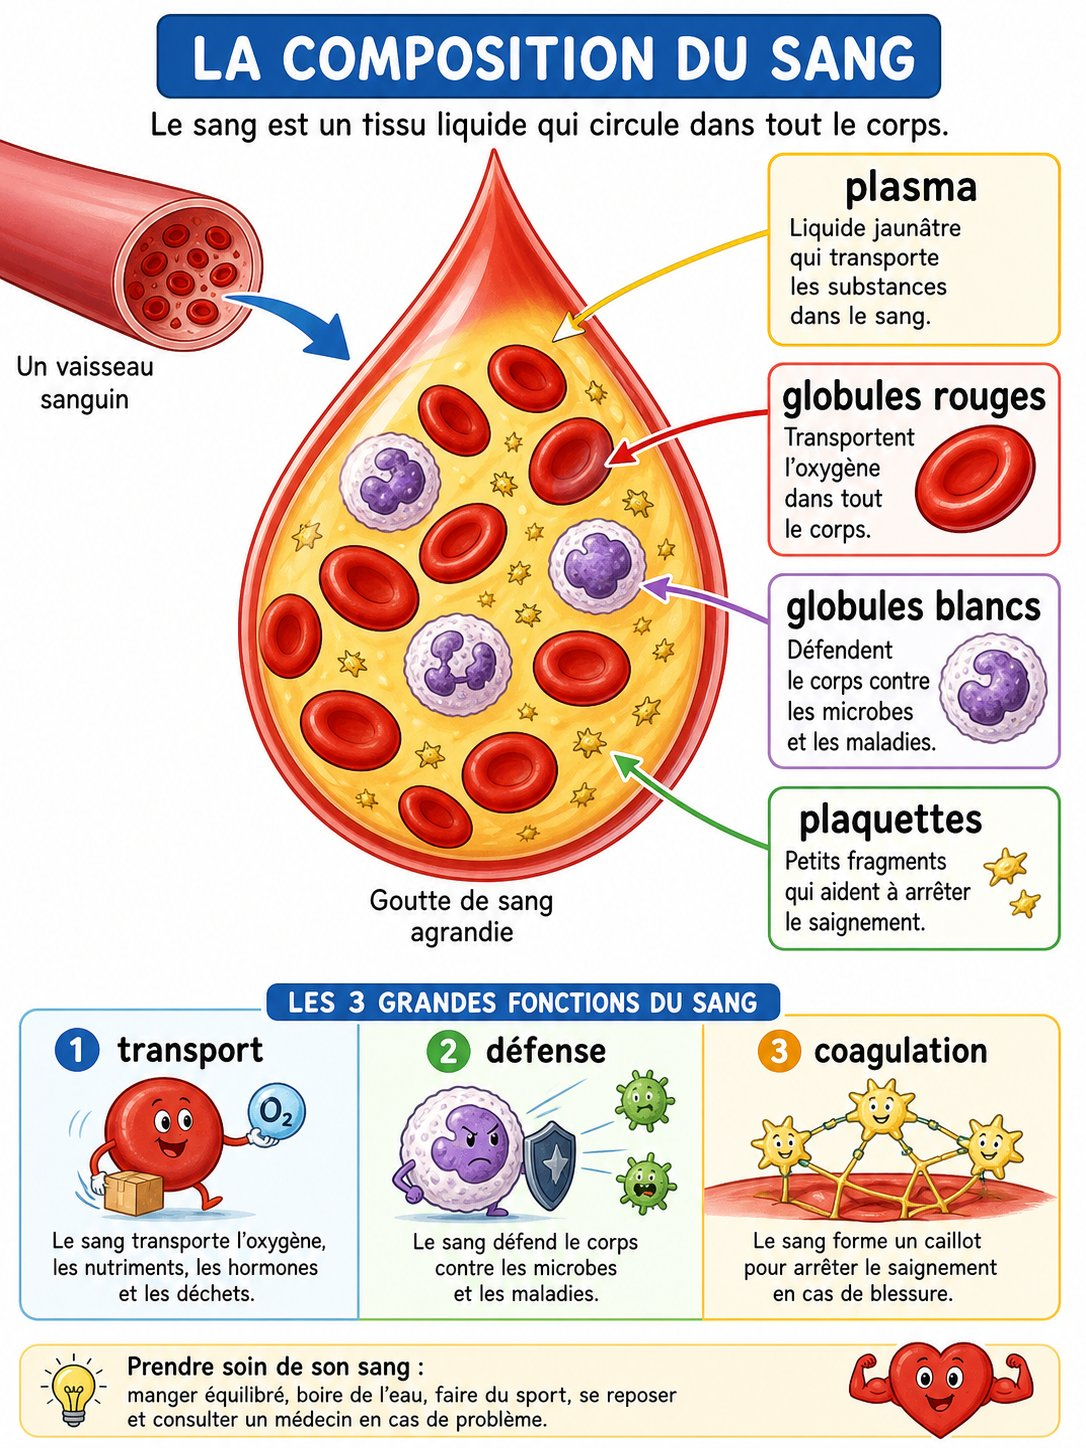 LA COMPOSITION DU SANG
Le sang est un tissu liquide qui circule dans tout le corps.
Un vaisseau
sanguin
plasma
Liquide jaunâtre
qui transporte
les substances
dans le sang.
globules rouges
Transportent
l'oxygène
dans tout
le corps.
globules blancs
Défendent
le corps contre
les microbes
et les maladies.
plaquettes
Petits fragments
qui aident à arrêter
le saignement.
Goutte de sang
agrandie
LES 3 GRANDES FONCTIONS DU SANG
1 transport
O₂
Le sang transporte l'oxygène,
les nutriments, les hormones
et les déchets.
2 défense
Le sang défend le corps
contre les microbes
et les maladies.
3 coagulation
Le sang forme un caillot
pour arrêter le saignement
en cas de blessure.
Prendre soin de son sang :
manger équilibré, boire de l'eau, faire du sport, se reposer
et consulter un médecin en cas de problème.